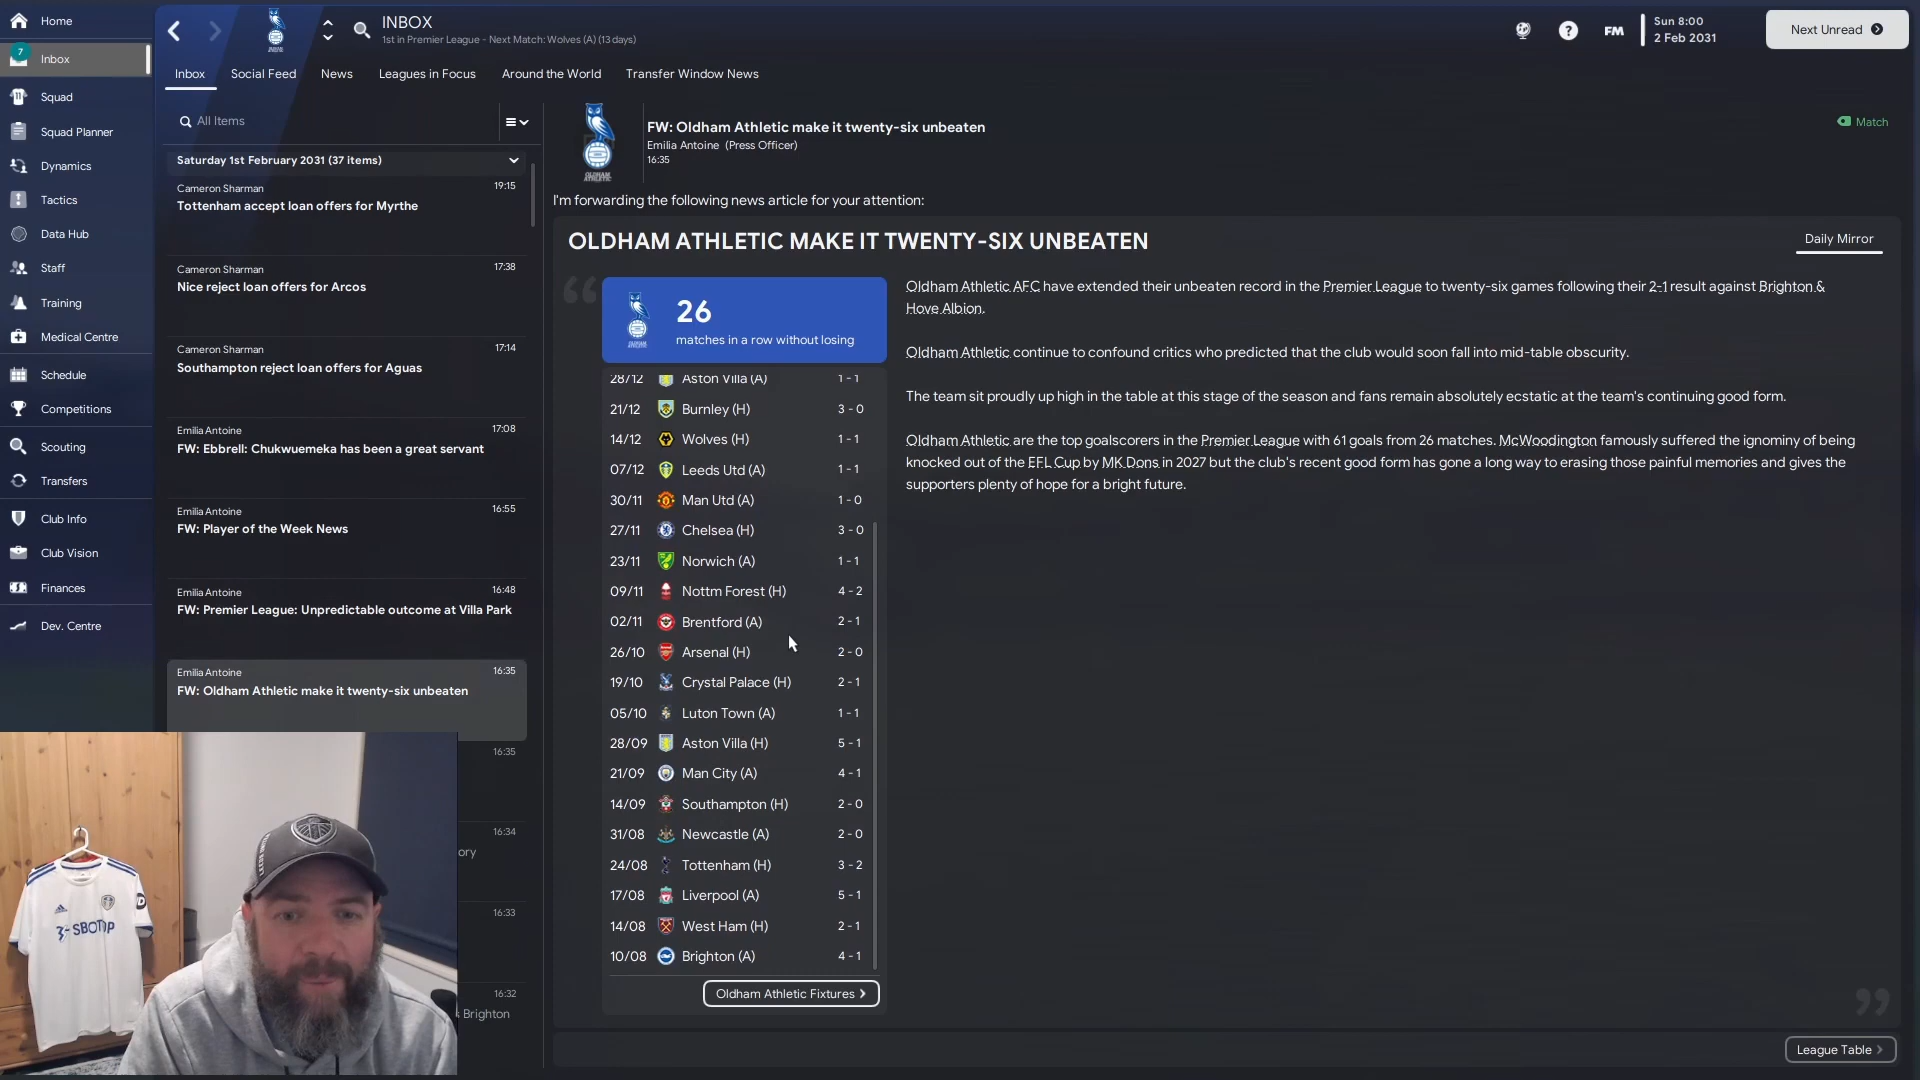 Home
7
Inbox
Squad
Squad Planner
Dynamics
Tactics
Data Hub
Staff
Training
Medical Centre
Schedule
Competitions
Scouting
Transfers
Club Info
Club Vision
Finances
Dev. Centre
INBOX
1st in Premier League - Next Match: Wolves (A) (13 days)
FM
Sun 8:00
2 Feb 2031
Next Unread
Inbox Social Feed News Leagues in Focus Around the World Transfer Window News
All Items
Saturday 1st February 2031 (37 items)
Cameron Sharman 19:15
Tottenham accept loan offers for Myrthe
Cameron Sharman 17:38
Nice reject loan offers for Arcos
Cameron Sharman 17:14
Southampton reject loan offers for Aguas
Emilia Antoine 17:08
FW: Ebbrell: Chukwuemeka has been a great servant
Emilia Antoine 16:55
FW: Player of the Week News
Emilia Antoine 16:48
FW: Premier League: Unpredictable outcome at Villa Park
Emilia Antoine 16:35
FW: Oldham Athletic make it twenty-six unbeaten
16:35
16:34
ory
16:33
16:32
Brighton
FW: Oldham Athletic make it twenty-six unbeaten
Emilia Antoine (Press Officer)
16:35
Match
I'm forwarding the following news article for your attention:
OLDHAM ATHLETIC MAKE IT TWENTY-SIX UNBEATEN
Daily Mirror
26
matches in a row without losing
28/12 Aston Villa (A) 1 - 1
21/12 Burnley (H) 3 - 0
14/12 Wolves (H) 1 - 1
07/12 Leeds Utd (A) 1 - 1
30/11 Man Utd (A) 1 - 0
27/11 Chelsea (H) 3 - 0
23/11 Norwich (A) 1 - 1
09/11 Nottm Forest (H) 4 - 2
02/11 Brentford (A) 2 - 1
26/10 Arsenal (H) 2 - 0
19/10 Crystal Palace (H) 2 - 1
05/10 Luton Town (A) 1 - 1
28/09 Aston Villa (H) 5 - 1
21/09 Man City (A) 4 - 1
14/09 Southampton (H) 2 - 0
31/08 Newcastle (A) 2 - 0
24/08 Tottenham (H) 3 - 2
17/08 Liverpool (A) 5 - 1
14/08 West Ham (H) 2 - 1
10/08 Brighton (A) 4 - 1
Oldham Athletic Fixtures
Oldham Athletic AFC have extended their unbeaten record in the Premier League to twenty-six games following their 2-1 result against Brighton &
Hove Albion.
Oldham Athletic continue to confound critics who predicted that the club would soon fall into mid-table obscurity.
The team sit proudly up high in the table at this stage of the season and fans remain absolutely ecstatic at the team's continuing good form.
Oldham Athletic are the top goalscorers in the Premier League with 61 goals from 26 matches. McWoodington famously suffered the ignominy of being
knocked out of the EFL Cup by MK Dons in 2027 but the club's recent good form has gone a long way to erasing those painful memories and gives the
supporters plenty of hope for a bright future.
League Table
SBOTOP